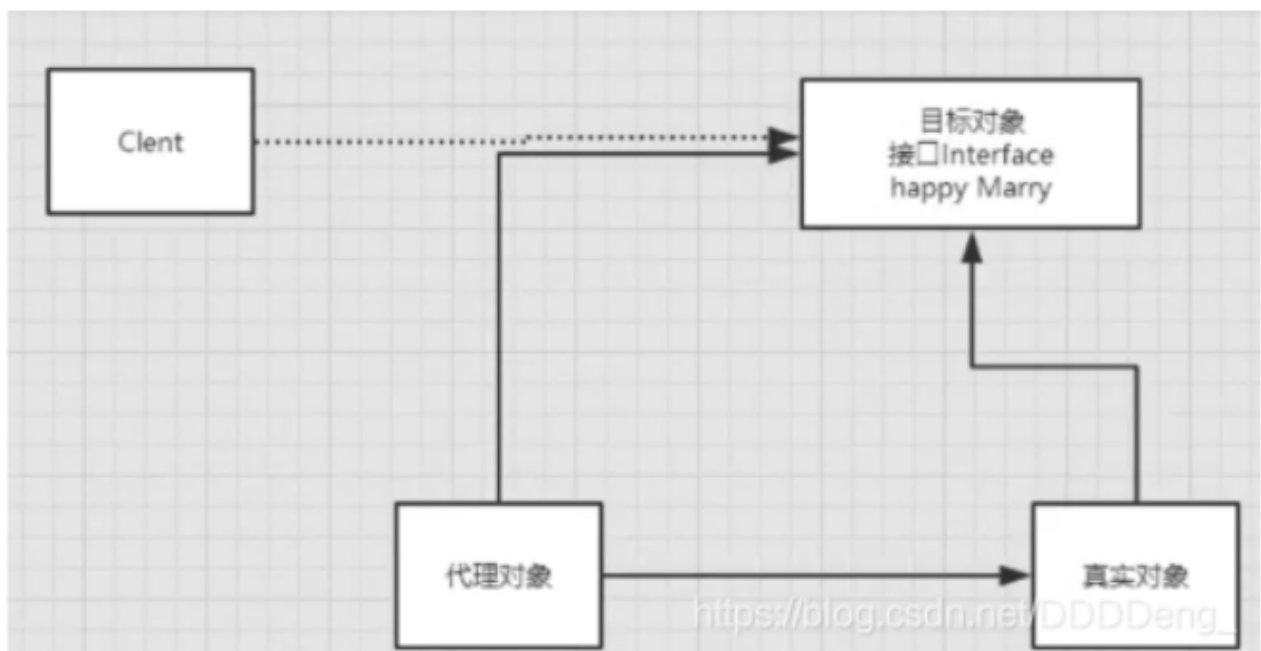 Clent
目标对象
接口Interface
happy Marry
代理对象
真实对象
https://blog.csdn.net/DDDDeng_